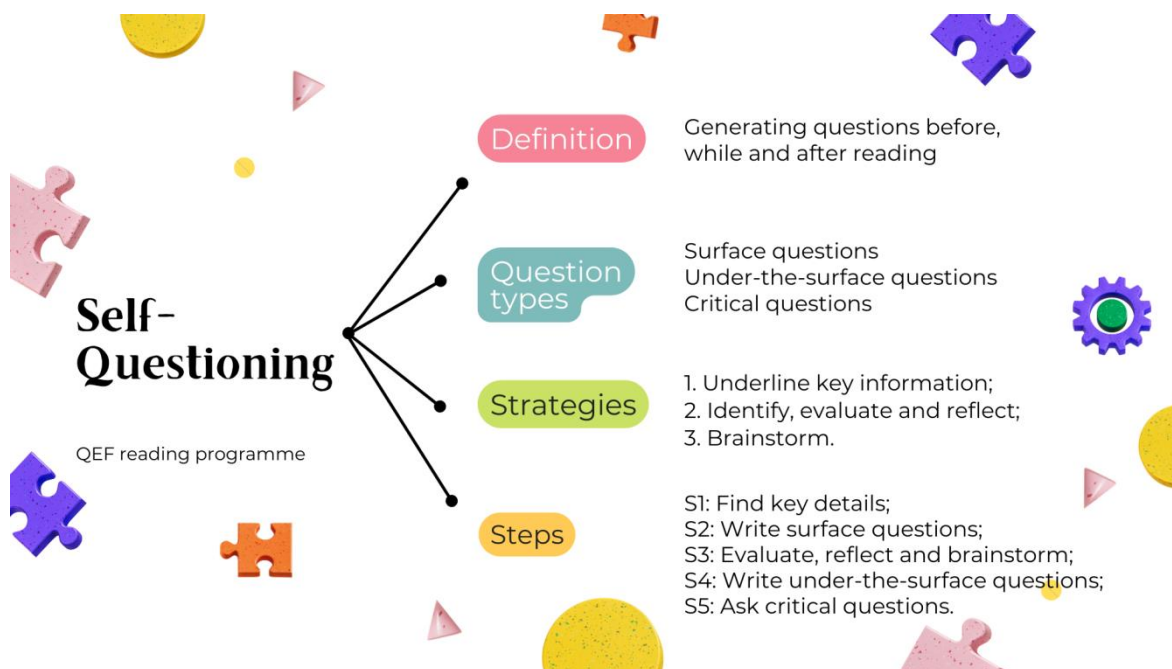 Self-
Questioning
QEF reading programme
Definition
Generating questions before,
while and after reading
Question
types
Surface questions
Under-the-surface questions
Critical questions
Strategies
1. Underline key information;
2. Identify, evaluate and reflect;
3. Brainstorm.
Steps
S1: Find key details;
S2: Write surface questions;
S3: Evaluate, reflect and brainstorm;
S4: Write under-the-surface questions;
S5: Ask critical questions.